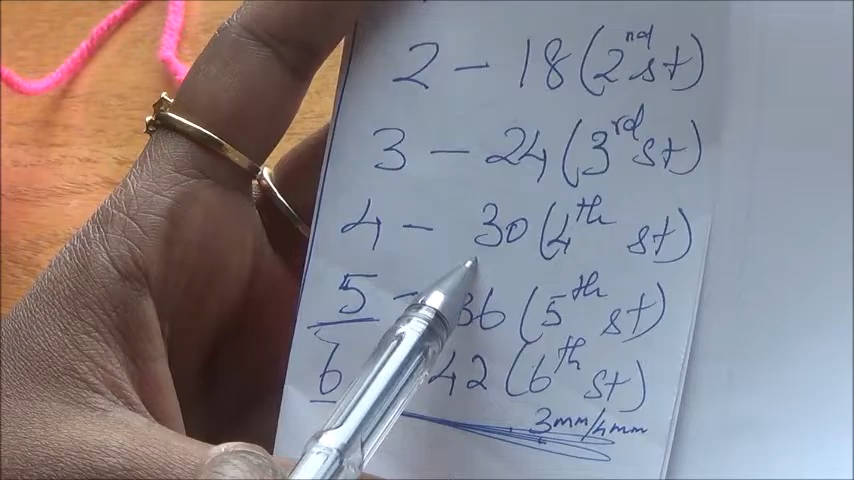 2 - 18 (2nd st)
3 - 24 (3rd st)
4 - 30 (4th st)
5 - 36 (5th st)
6 42 (6th st)
3mm/4mm